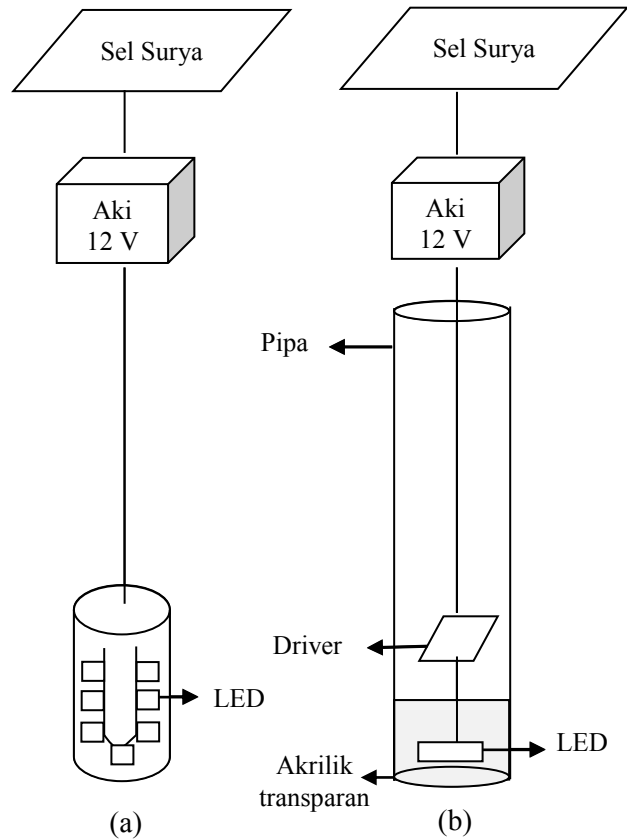 Sel Surya
Sel Surya
Aki
12 V
Aki
12 V
Pipa
Driver
LED
LED
Akrilik
transparan
(a)
(b)